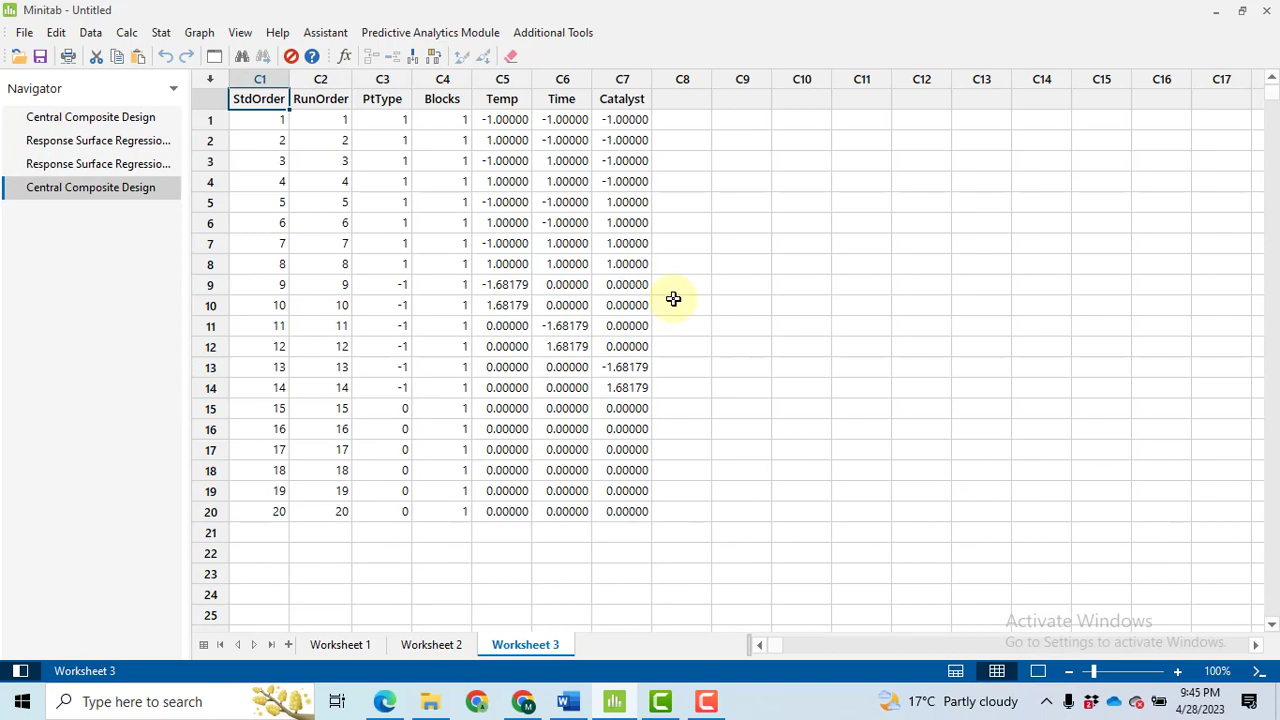 Minitab - Untitled
File Edit Data Calc Stat Graph View Help Assistant Predictive Analytics Module Additional Tools
Navigator
Central Composite Design
Response Surface Regressio...
Response Surface Regressio...
Central Composite Design
C1 C2 C3 C4 C5 C6 C7 C8 C9 C10 C11 C12 C13 C14 C15 C16 C17
StdOrder RunOrder PtType Blocks Temp Time Catalyst
1 1 1 1 1 -1.00000 -1.00000 -1.00000
2 2 2 1 1 1.00000 -1.00000 -1.00000
3 3 3 1 1 -1.00000 1.00000 -1.00000
4 4 4 1 1 1.00000 1.00000 -1.00000
5 5 5 1 1 -1.00000 -1.00000 1.00000
6 6 6 1 1 1.00000 -1.00000 1.00000
7 7 7 1 1 -1.00000 1.00000 1.00000
8 8 8 1 1 1.00000 1.00000 1.00000
9 9 9 -1 1 -1.68179 0.00000 0.00000
10 10 10 -1 1 1.68179 0.00000 0.00000
11 11 11 -1 1 0.00000 -1.68179 0.00000
12 12 12 -1 1 0.00000 1.68179 0.00000
13 13 13 -1 1 0.00000 0.00000 -1.68179
14 14 14 -1 1 0.00000 0.00000 1.68179
15 15 15 0 1 0.00000 0.00000 0.00000
16 16 16 0 1 0.00000 0.00000 0.00000
17 17 17 0 1 0.00000 0.00000 0.00000
18 18 18 0 1 0.00000 0.00000 0.00000
19 19 19 0 1 0.00000 0.00000 0.00000
20 20 20 0 1 0.00000 0.00000 0.00000
21
22
23
24
25
Activate Windows
Go to Settings to activate Windows.
Worksheet 1 Worksheet 2 Worksheet 3
Worksheet 3 100%
Type here to search 17°C Partly cloudy 9:45 PM
4/28/2023